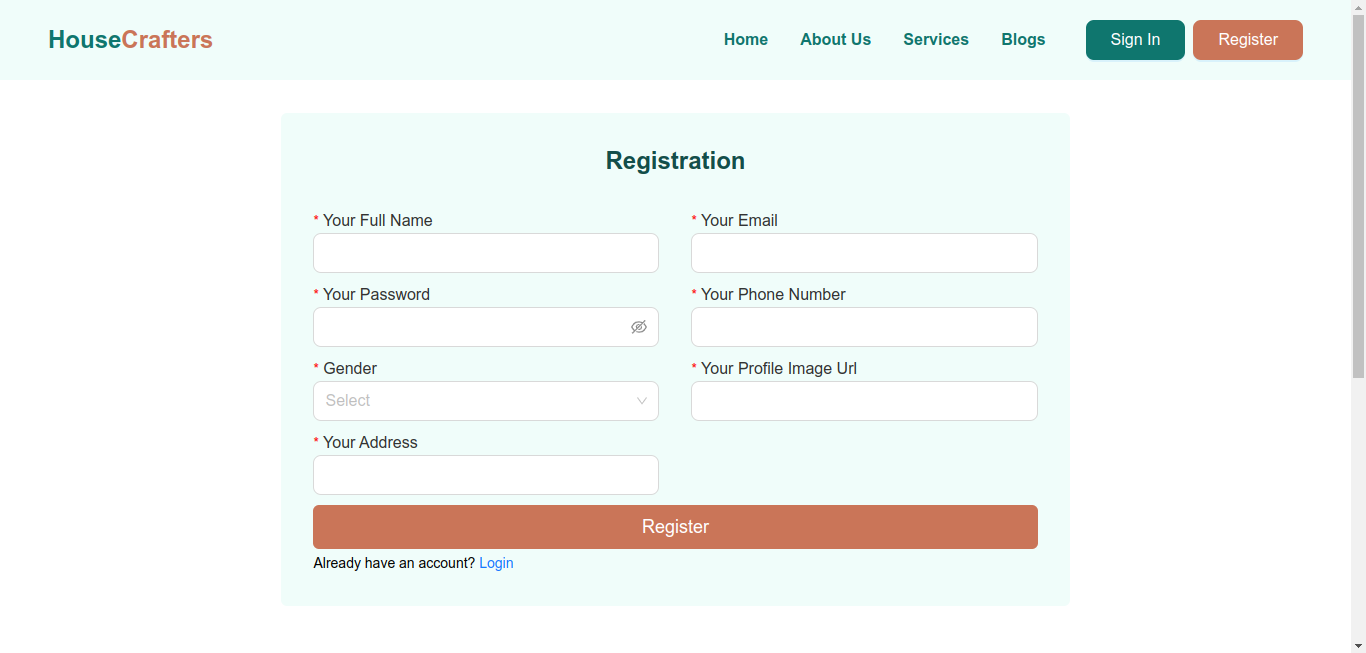 HouseCrafters Home About Us Services Blogs Sign In Register
Registration
* Your Full Name * Your Email
* Your Password * Your Phone Number
* Gender * Your Profile Image Url
Select
* Your Address
Register
Already have an account? Login